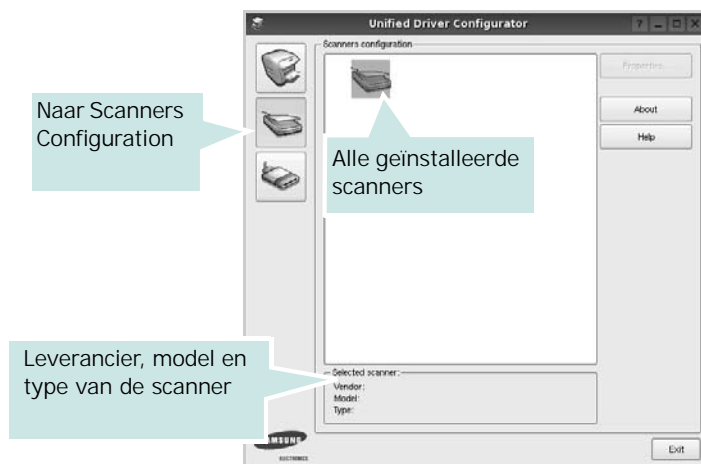 Unified Driver Configurator
Scanners configuration
Properties...
About
Help
Naar Scanners
Configuration
Alle geïnstalleerde
scanners
Leverancier, model en
type van de scanner
Selected scanner:
Vendor:
Model:
Type:
ELECTRONICS
Exit